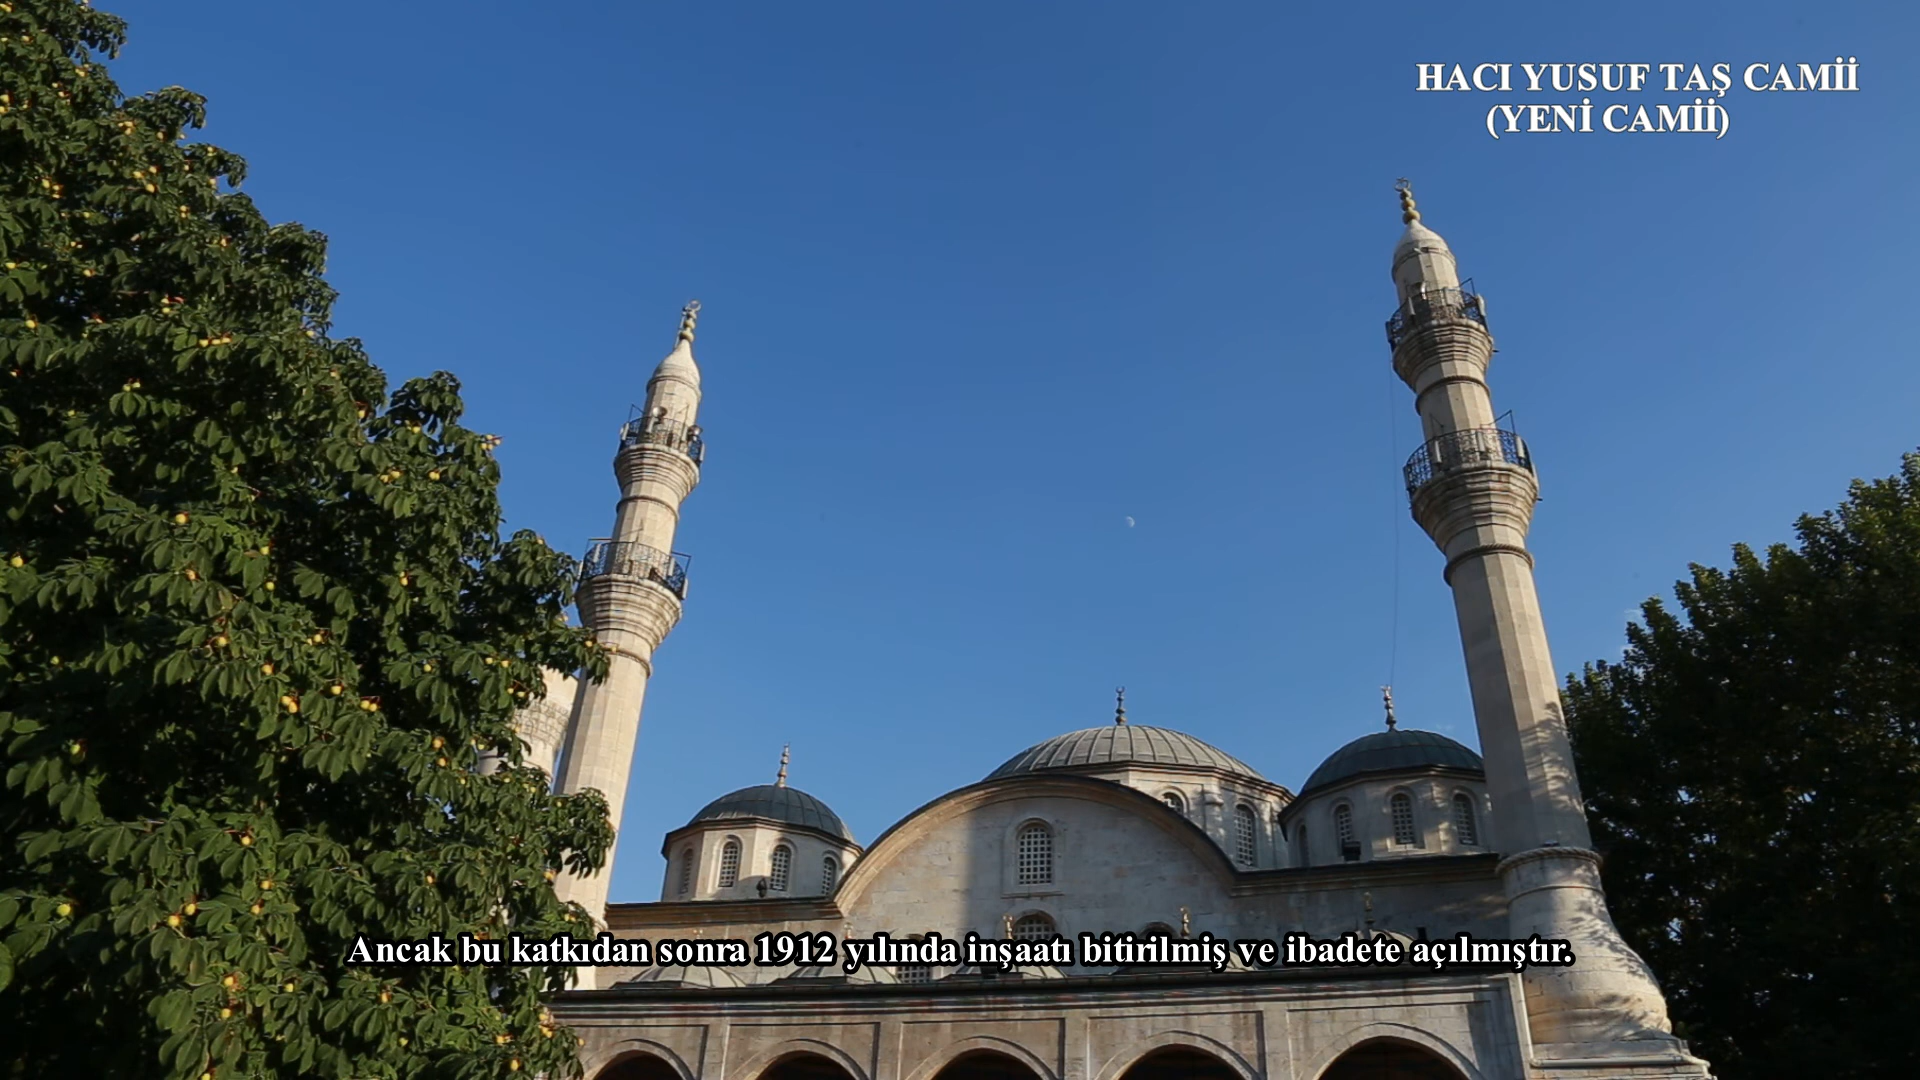 HACI YUSUF TAŞ CAMİİ
(YENİ CAMİİ)
Ancak bu katkıdan sonra 1912 yılında inşaatı bitirilmiş ve ibadete açılmıştır.